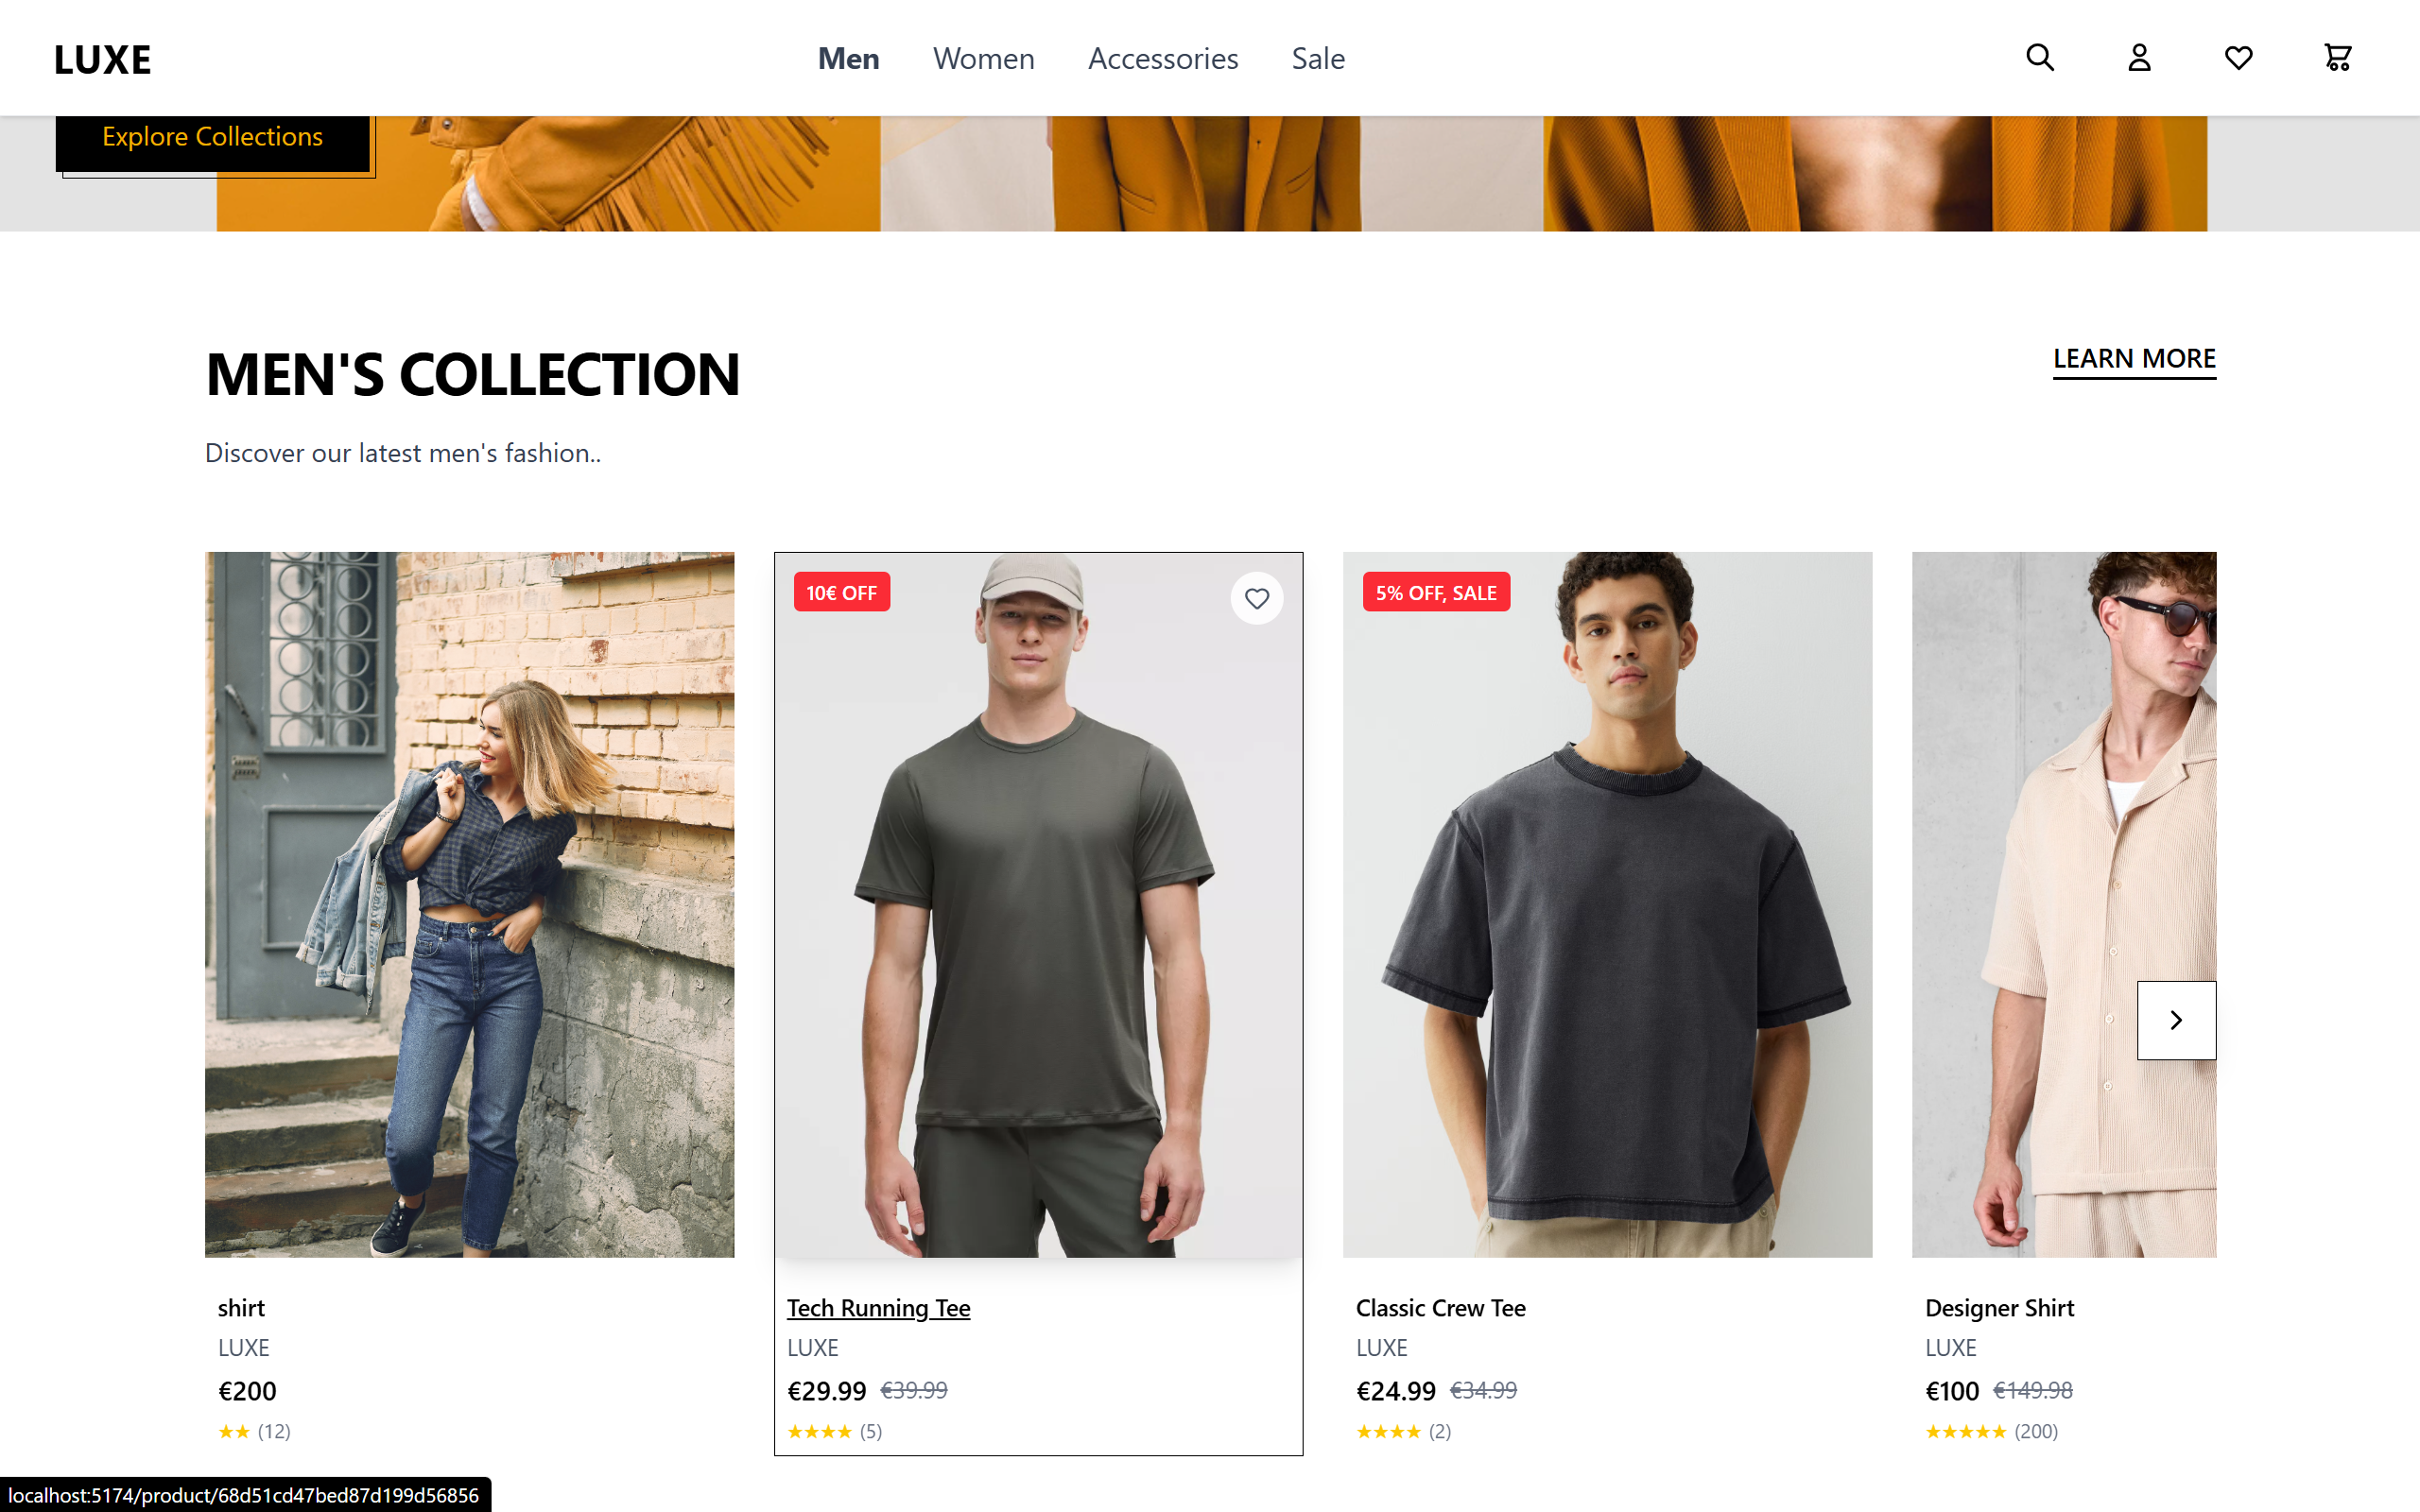 LUXE
Men Women Accessories Sale
Explore Collections
MEN'S COLLECTION
LEARN MORE
Discover our latest men's fashion..
10€ OFF
5% OFF, SALE
shirt
LUXE
€200
★★ (12)
Tech Running Tee
LUXE
€29.99 €39.99
★★★★ (5)
Classic Crew Tee
LUXE
€24.99 €34.99
★★★★ (2)
Designer Shirt
LUXE
€100 €149.98
★★★★★ (200)
localhost:5174/product/68d51cd47bed87d199d56856